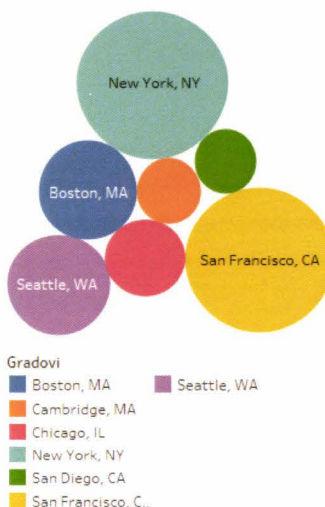 New York, NY
Boston, MA
San Francisco, CA
Seattle, WA
Gradovi
Boston, MA
Seattle, WA
Cambridge, MA
Chicago, IL
New York, NY
San Diego, CA
San Francisco, C..